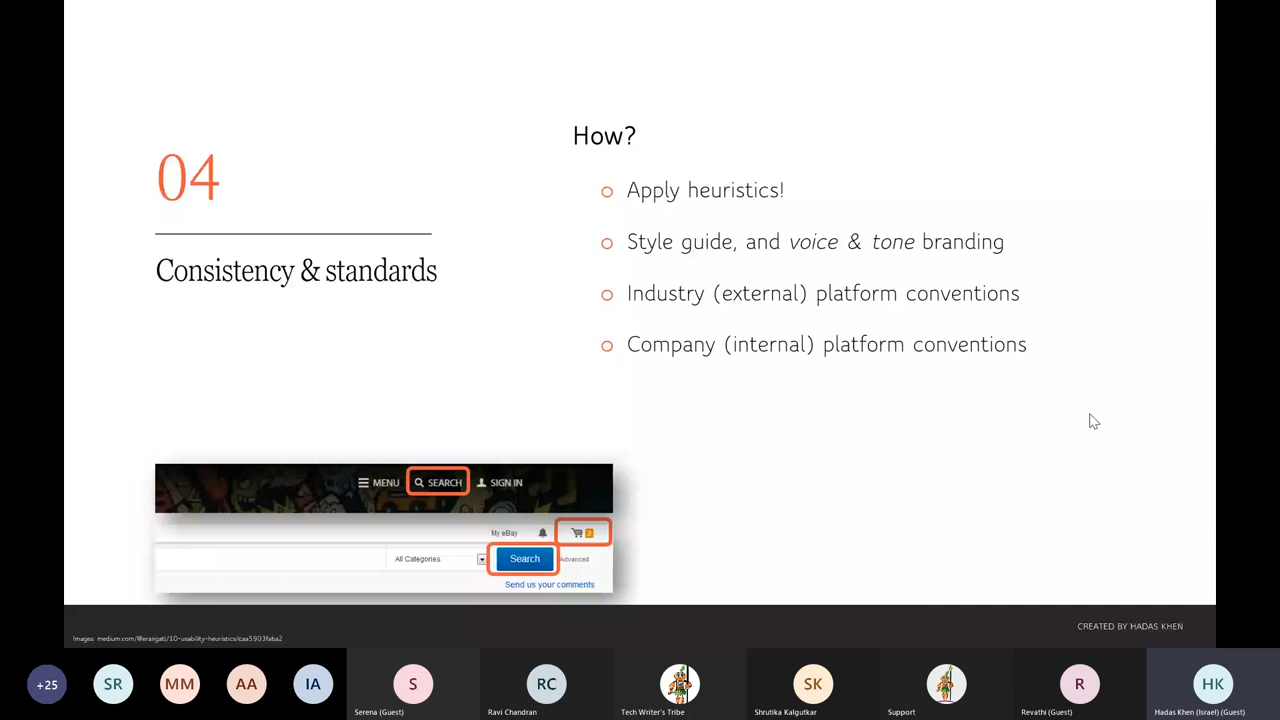 How?
04
Apply heuristics!
Style guide, and voice & tone branding
Consistency & standards
Industry (external) platform conventions
Company (internal) platform conventions
MENU SEARCH SIGN IN
My eBay 2
All Categories Search Advanced
Send us your comments
CREATED BY HADAS KHEN
Images: medium.com/@erangatl/10-usability-heuristics/caa5903faba2
+25 SR MM AA IA S RC SK R HK
Serena (Guest) Ravi Chandran Tech Writer's Tribe Shrutika Kalgutkar Support Revathi (Guest) Hadas Khen (Israel) (Guest)